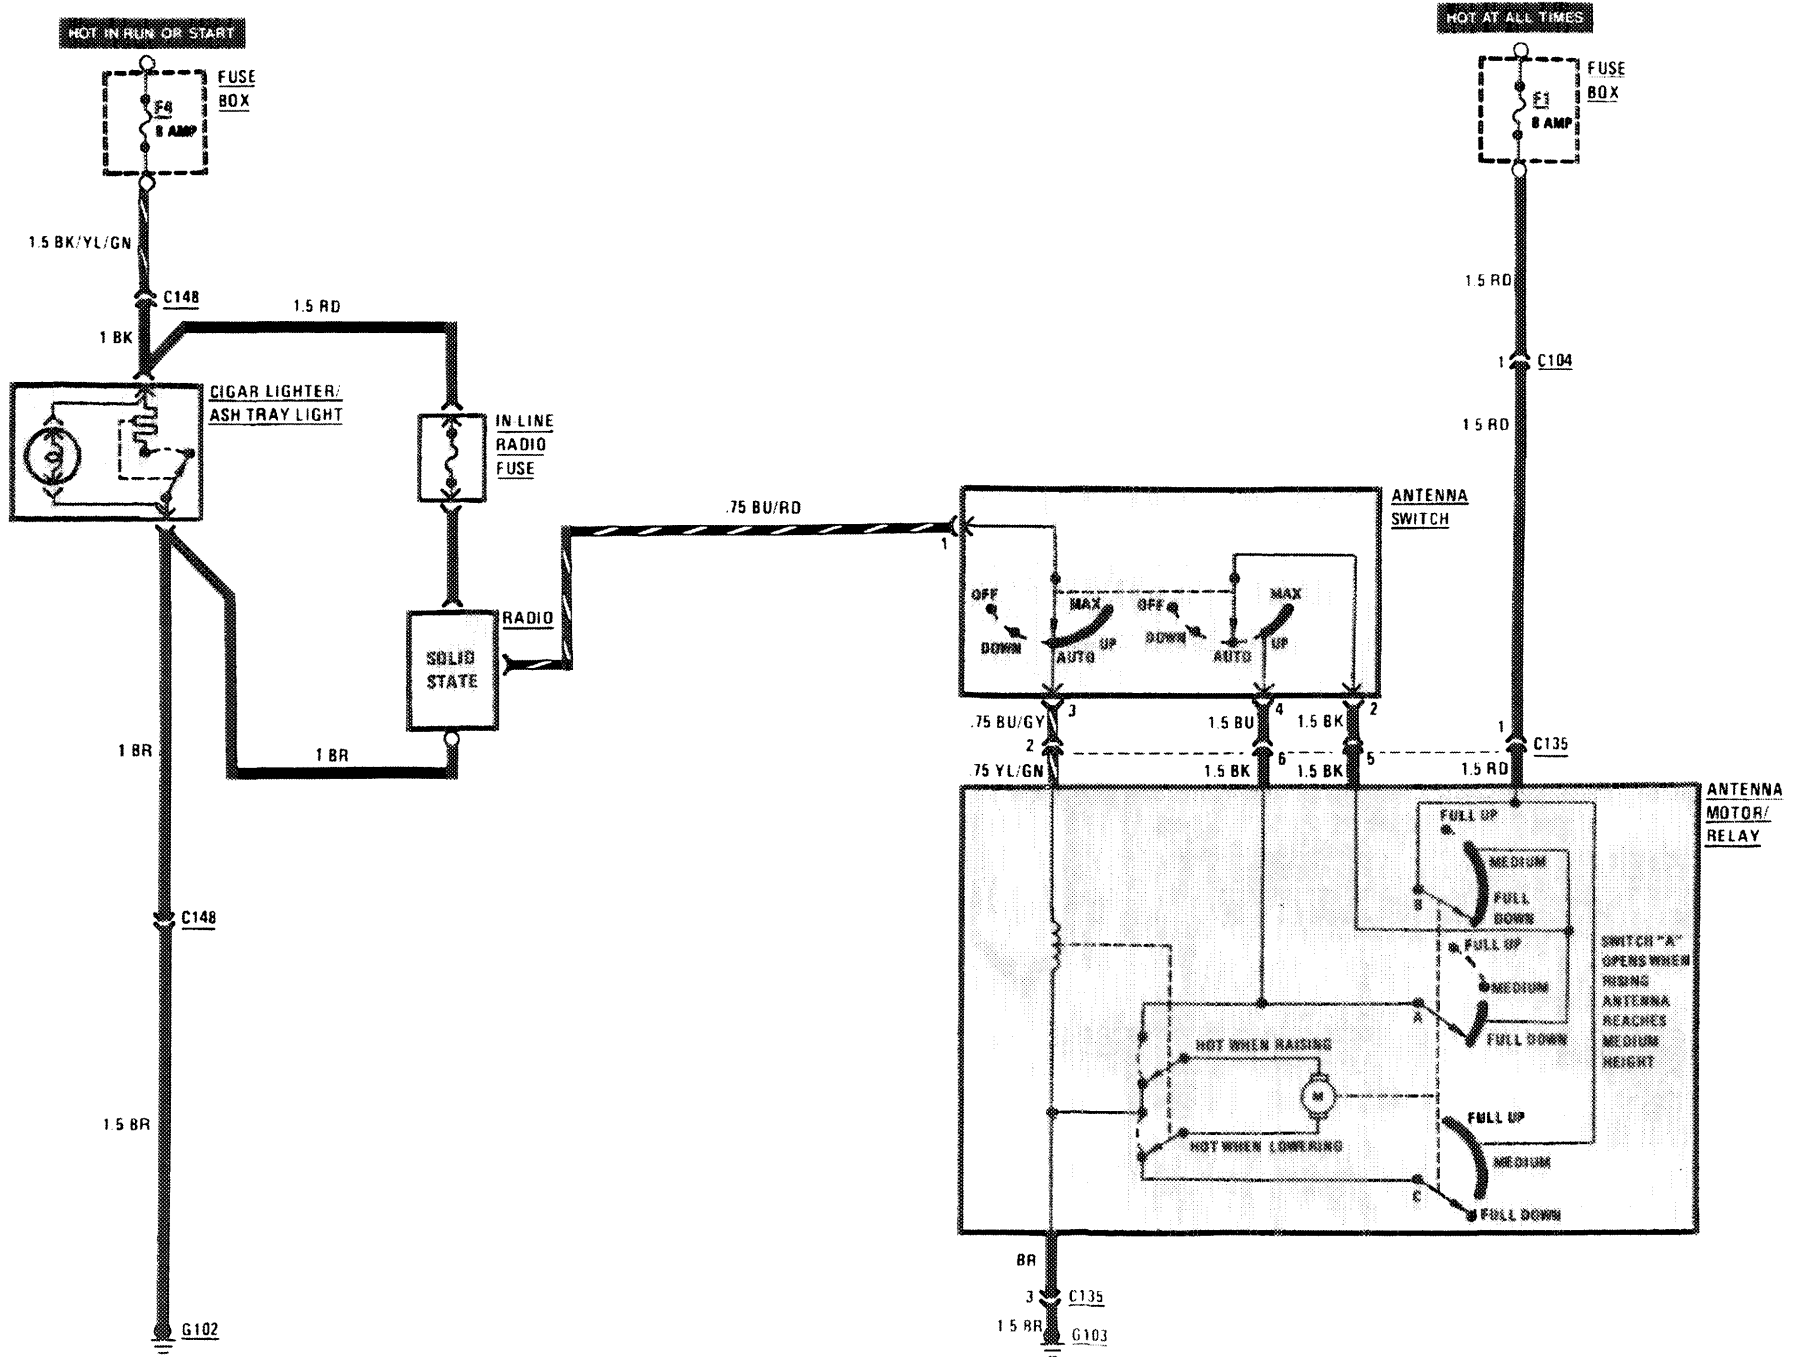 HOT IN RUN OR START
HOT AT ALL TIMES
FUSE
BOX
F4
8 AMP
FUSE
BOX
F1
8 AMP
1.5 BK/YL/GN
C148
1.5 RD
1 BK
1.5 RD
1
C104
CIGAR LIGHTER/
ASH TRAY LIGHT
IN-LINE
RADIO
FUSE
1.5 RD
.75 BU/RD
1
ANTENNA
SWITCH
OFF
MAX
DOWN
AUTO
UP
OFF
MAX
DOWN
AUTO
UP
RADIO
SOLID
STATE
3
4
2
.75 BU/GY
1.5 BU
1.5 BK
1
2
6
5
C135
.75 YL/GN
1.5 BK
1.5 BK
1.5 RD
1 BR
1 BR
ANTENNA
MOTOR/
RELAY
FULL UP
MEDIUM
B
FULL
DOWN
FULL UP
MEDIUM
A
FULL DOWN
SWITCH "A"
OPENS WHEN
RISING
ANTENNA
REACHES
MEDIUM
HEIGHT
C148
HOT WHEN RAISING
M
HOT WHEN LOWERING
FULL UP
MEDIUM
C
FULL DOWN
1.5 BR
BR
3
C135
1.5 BR
G103
G102